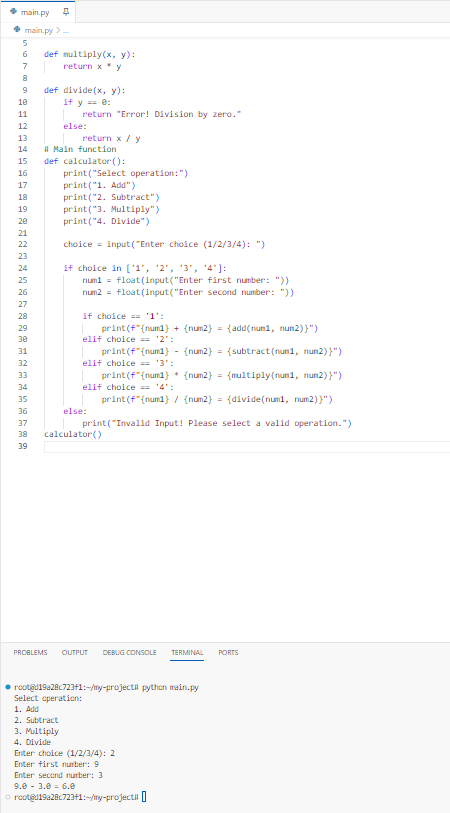 main.py
main.py > ...
5
6 def multiply(x, y):
7     return x * y
8
9 def divide(x, y):
10     if y == 0:
11         return "Error! Division by zero."
12     else:
13         return x / y
14 # Main function
15 def calculator():
16     print("Select operation:")
17     print("1. Add")
18     print("2. Subtract")
19     print("3. Multiply")
20     print("4. Divide")
21
22     choice = input("Enter choice (1/2/3/4): ")
23
24     if choice in ['1', '2', '3', '4']:
25         num1 = float(input("Enter first number: "))
26         num2 = float(input("Enter second number: "))
27
28         if choice == '1':
29             print(f"{num1} + {num2} = {add(num1, num2)}")
30         elif choice == '2':
31             print(f"{num1} - {num2} = {subtract(num1, num2)}")
32         elif choice == '3':
33             print(f"{num1} * {num2} = {multiply(num1, num2)}")
34         elif choice == '4':
35             print(f"{num1} / {num2} = {divide(num1, num2)}")
36     else:
37         print("Invalid Input! Please select a valid operation.")
38 calculator()
39
PROBLEMS OUTPUT DEBUG CONSOLE TERMINAL PORTS
root@d19a28c723f1:~/my-project# python main.py
Select operation:
1. Add
2. Subtract
3. Multiply
4. Divide
Enter choice (1/2/3/4): 2
Enter first number: 9
Enter second number: 3
9.0 - 3.0 = 6.0
root@d19a28c723f1:~/my-project#